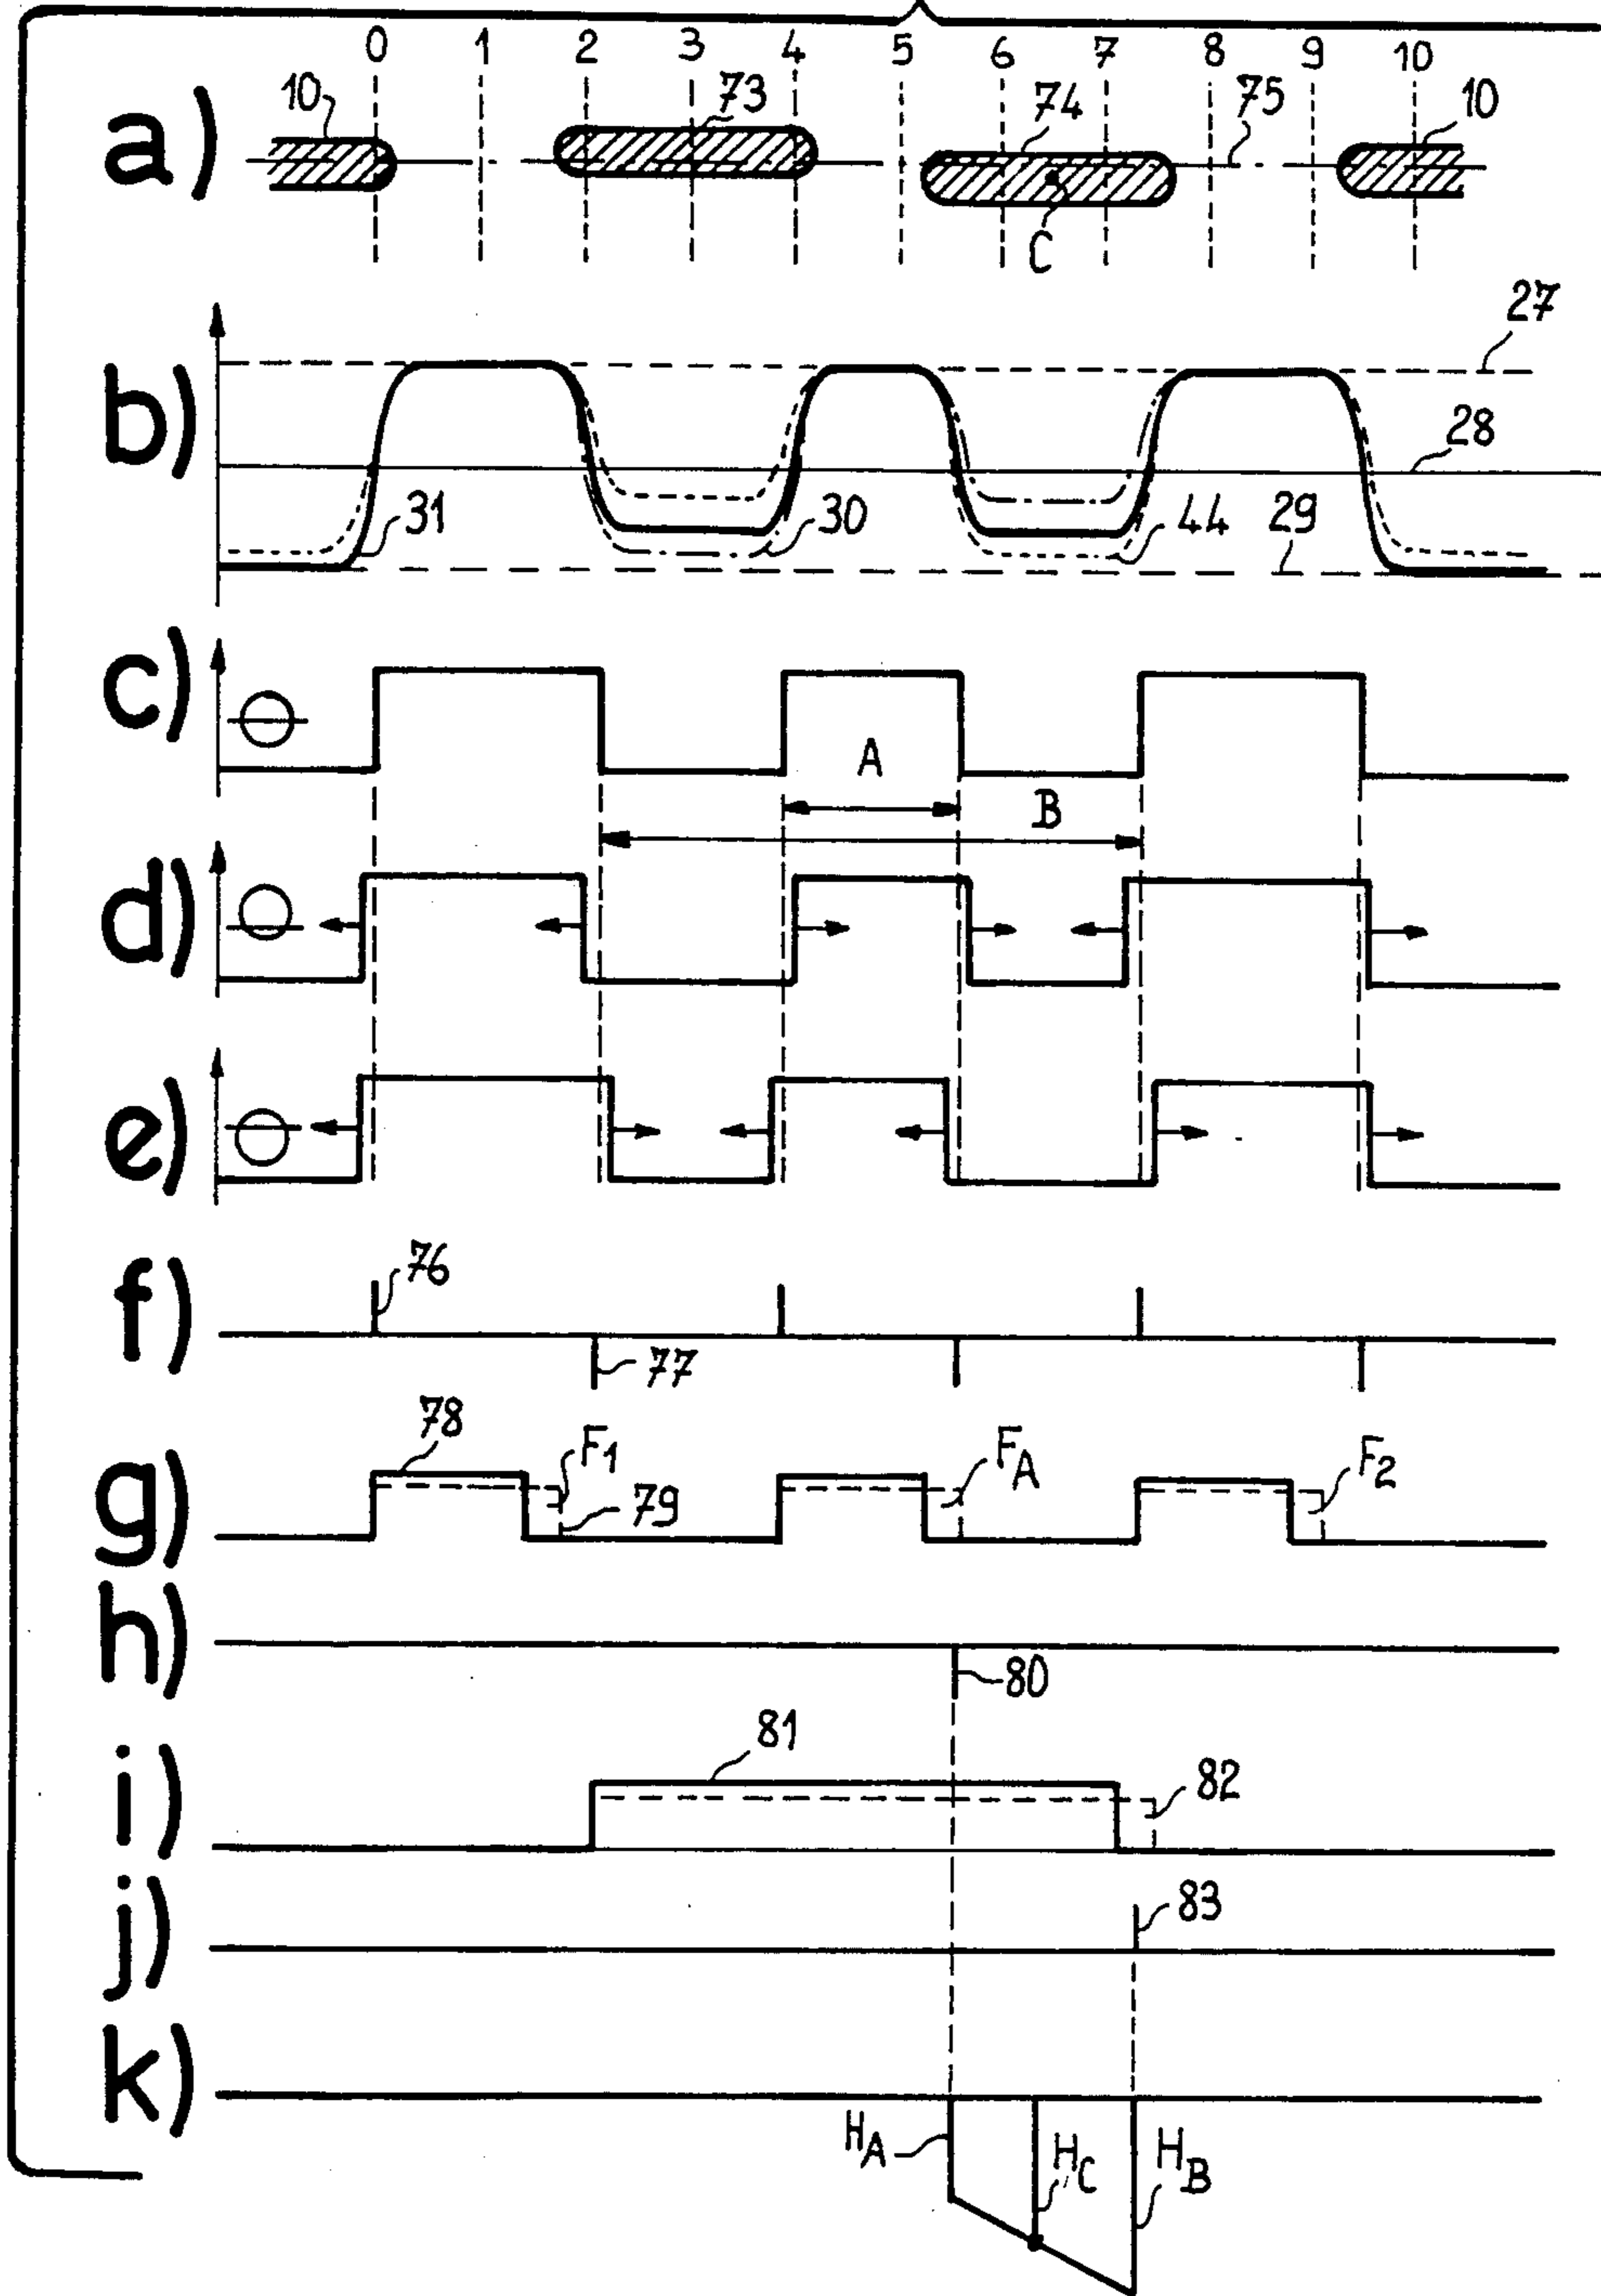 0 1 2 3 4 5 6 7 8 9 10
a) 10 73 74 75 10
C
27
b) 28
31 30 44 29
c)
A
B
d)
e)
f) 76
77
g) 78 F1 79 FA F2
h)
80
i) 81 82
j) 83
k)
HA HC HB